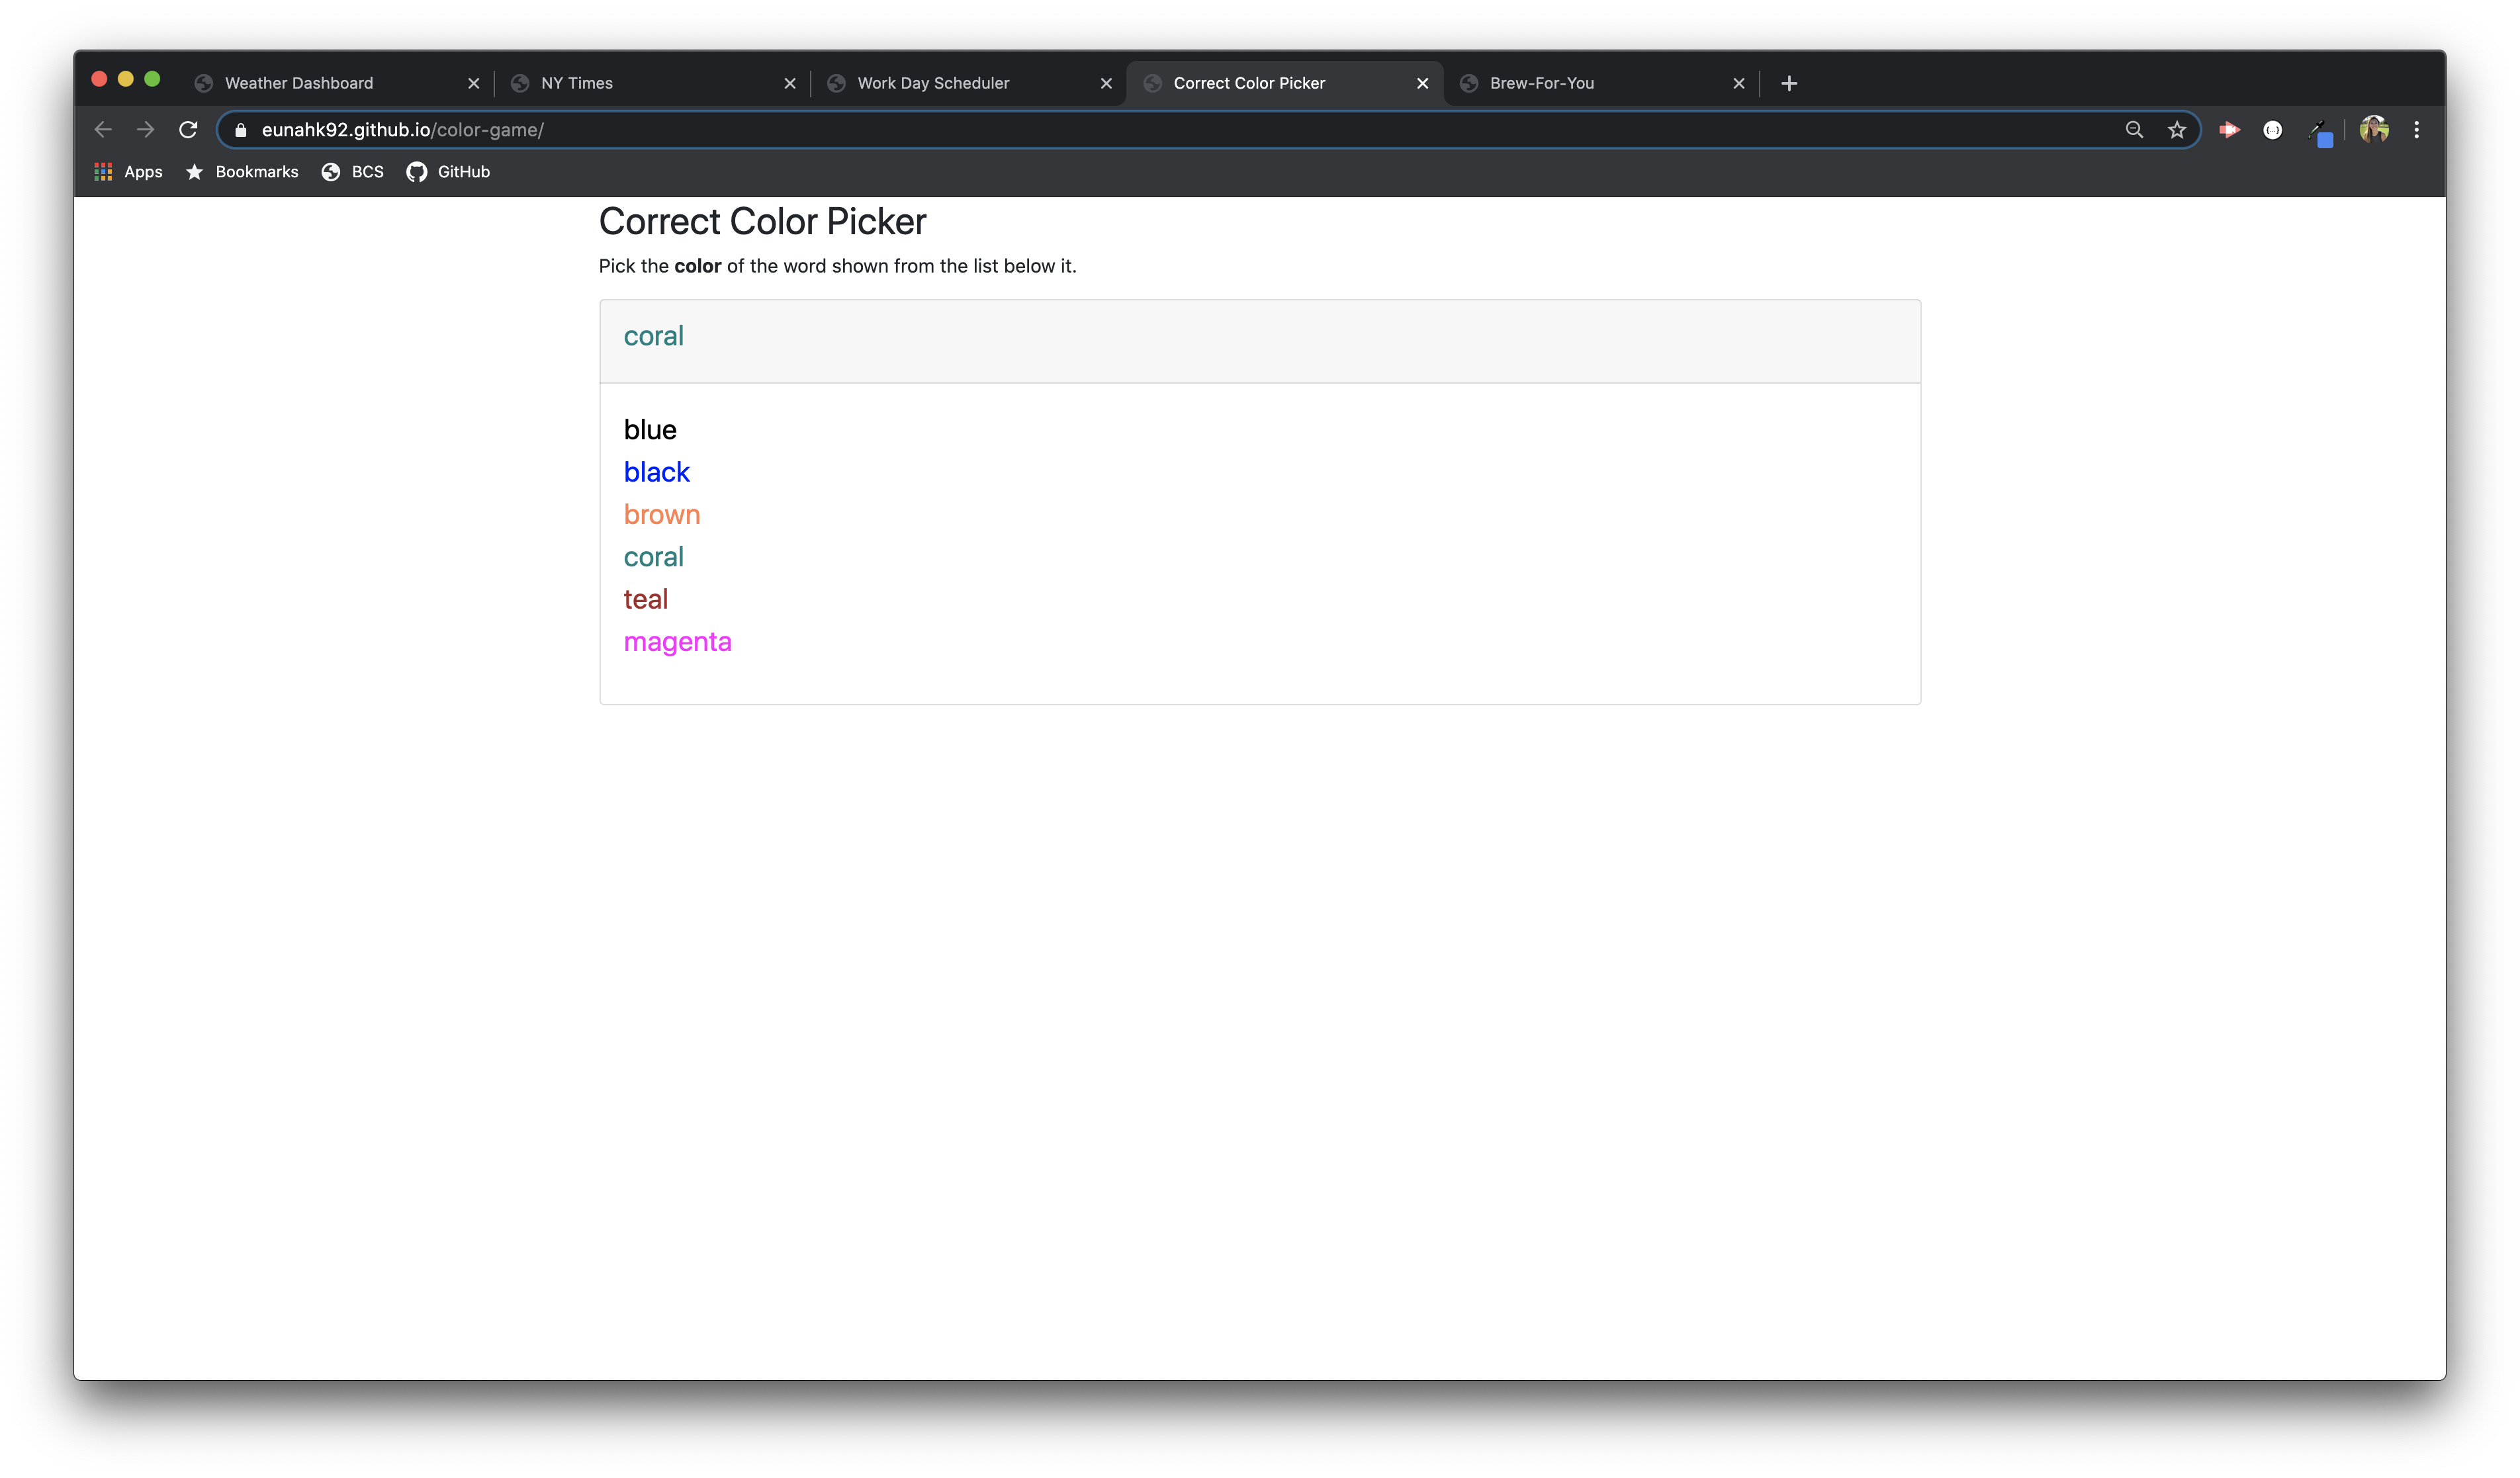 Weather Dashboard
NY Times
Work Day Scheduler
Correct Color Picker
Brew-For-You
eunahk92.github.io/color-game/
Apps
Bookmarks
BCS
GitHub
Correct Color Picker
Pick the color of the word shown from the list below it.
coral
blue
black
brown
coral
teal
magenta